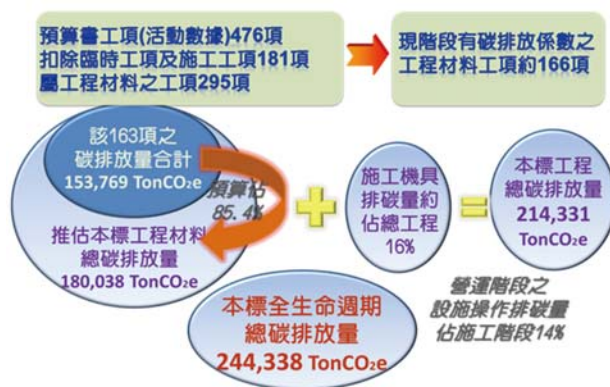 預算書工項(活動數據)476項
扣除臨時工項及施工工項181項
屬工程材料之工項295項
現階段有碳排放係數之
工程材料工項約166項
該163項之
碳排放量合計
153,769 TonCO₂e
預算佔
85.4%
推估本標工程材料
總碳排放量
180,038 TonCO₂e
施工機具
排碳量約
佔總工程
16%
本標工程
總碳排放量
214,331
TonCO₂e
本標全生命週期
總碳排放量
244,338 TonCO₂e
營運階段之
設施操作排碳量
佔施工階段14%